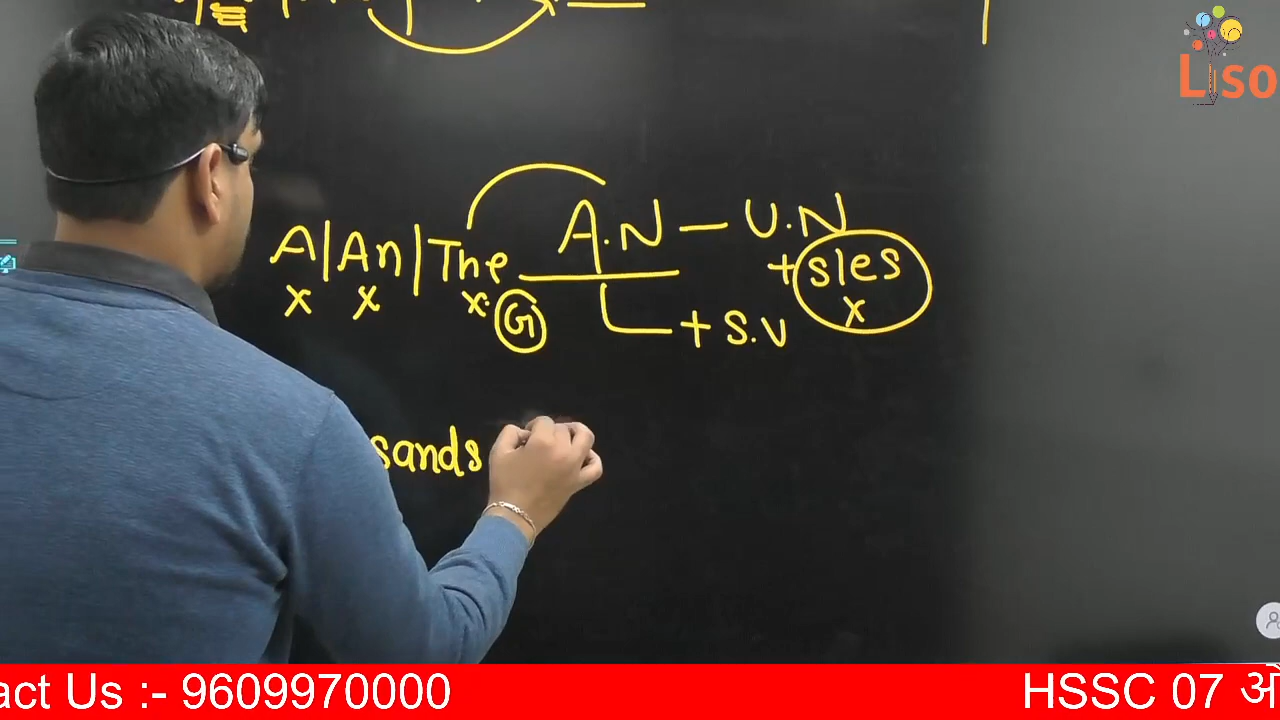 Liso
A.N — U.N
A|An|The
+ s|es
x x x. G x
+ S.V
sands
act Us :- 9609970000 HSSC 07